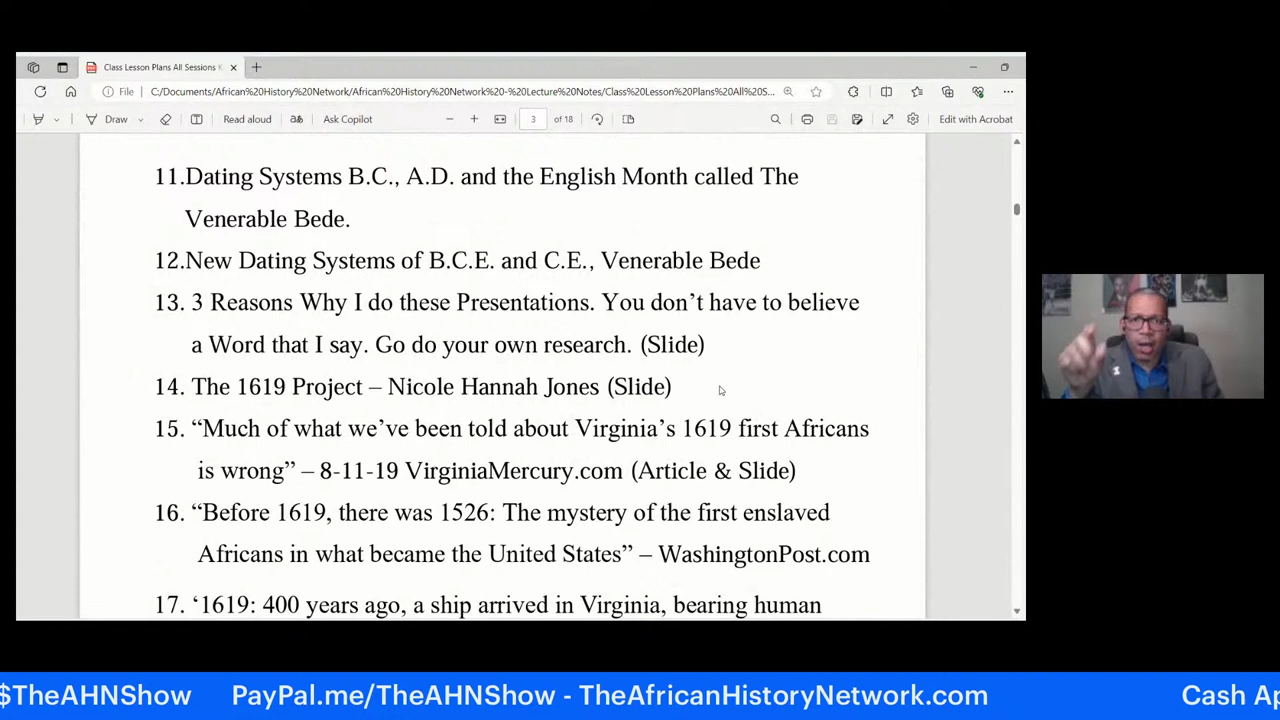 Class Lesson Plans All Sessions
File
C:/Documents/African%20History%20Network/African%20History%20Network%20-%20Lecture%20Notes/Class%20Lesson%20Plans%20All%20S...
Draw
Read aloud
Ask Copilot
3 of 18
Edit with Acrobat
11.Dating Systems B.C., A.D. and the English Month called The
Venerable Bede.
12.New Dating Systems of B.C.E. and C.E., Venerable Bede
13. 3 Reasons Why I do these Presentations. You don’t have to believe
a Word that I say. Go do your own research. (Slide)
14. The 1619 Project – Nicole Hannah Jones (Slide)
15. “Much of what we’ve been told about Virginia’s 1619 first Africans
is wrong” – 8-11-19 VirginiaMercury.com (Article & Slide)
16. “Before 1619, there was 1526: The mystery of the first enslaved
Africans in what became the United States” – WashingtonPost.com
17. ‘1619: 400 years ago, a ship arrived in Virginia, bearing human
$TheAHNShow PayPal.me/TheAHNShow - TheAfricanHistoryNetwork.com Cash Ap